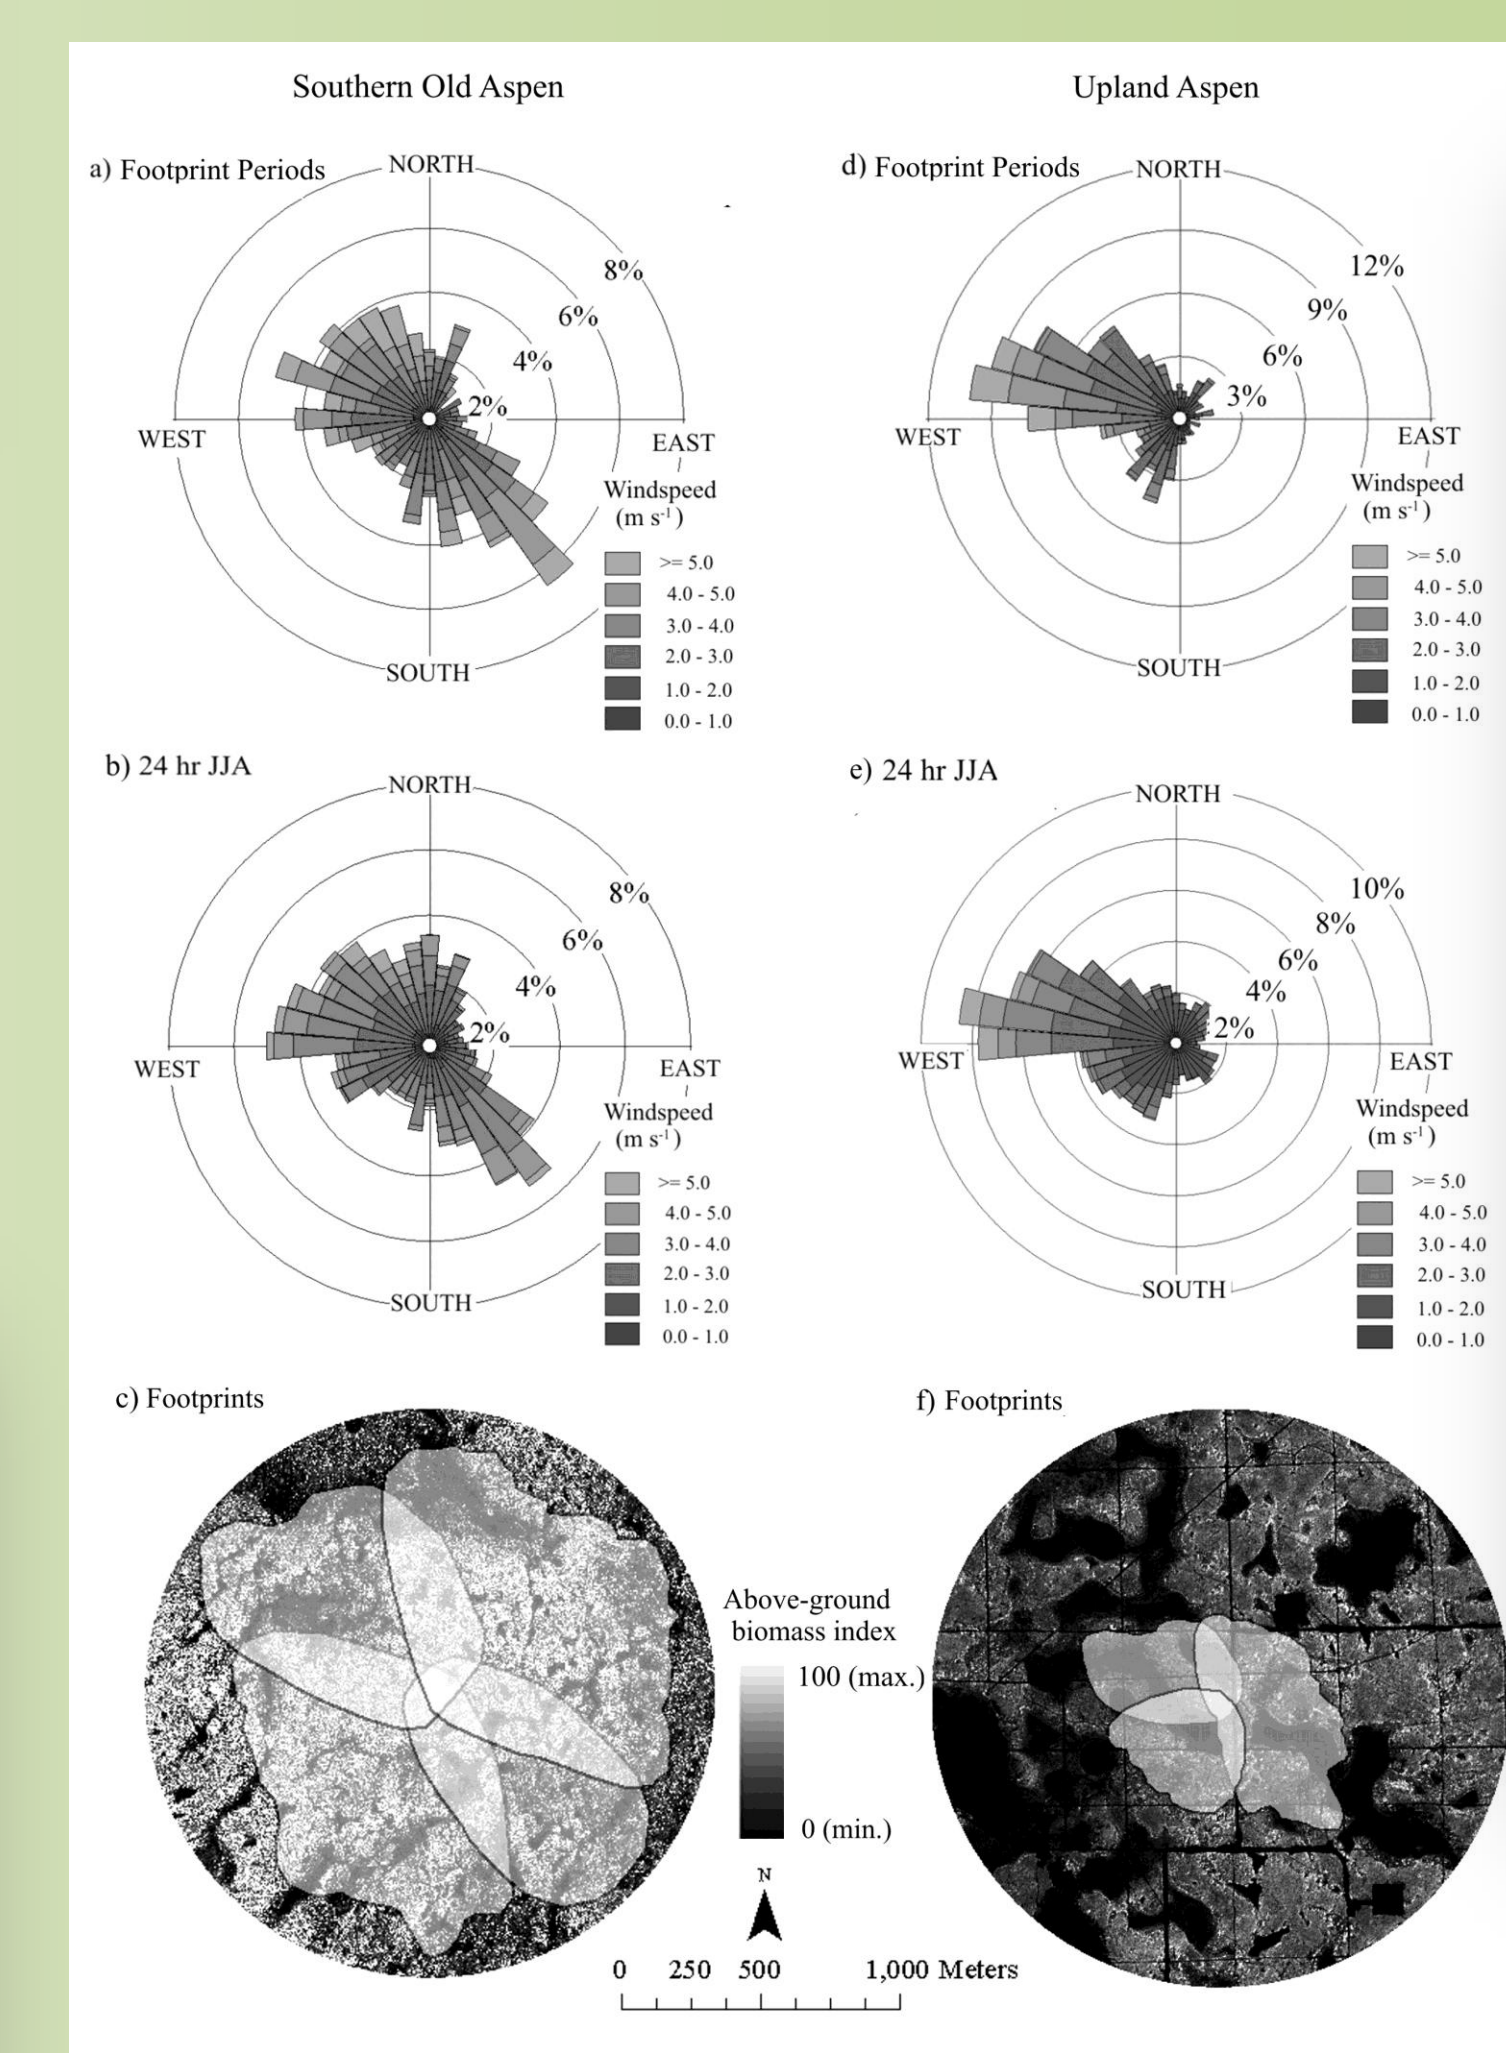 Southern Old Aspen
Upland Aspen
a) Footprint Periods
NORTH
8%
6%
4%
2%
WEST
EAST
SOUTH
Windspeed
(m s-1)
>= 5.0
4.0 - 5.0
3.0 - 4.0
2.0 - 3.0
1.0 - 2.0
0.0 - 1.0
d) Footprint Periods
NORTH
12%
9%
6%
3%
WEST
EAST
SOUTH
Windspeed
(m s-1)
>= 5.0
4.0 - 5.0
3.0 - 4.0
2.0 - 3.0
1.0 - 2.0
0.0 - 1.0
b) 24 hr JJA
NORTH
8%
6%
4%
2%
WEST
EAST
SOUTH
Windspeed
(m s-1)
>= 5.0
4.0 - 5.0
3.0 - 4.0
2.0 - 3.0
1.0 - 2.0
0.0 - 1.0
e) 24 hr JJA
NORTH
10%
8%
6%
4%
2%
WEST
EAST
SOUTH
Windspeed
(m s-1)
>= 5.0
4.0 - 5.0
3.0 - 4.0
2.0 - 3.0
1.0 - 2.0
0.0 - 1.0
c) Footprints
f) Footprints
Above-ground
biomass index
100 (max.)
0 (min.)
N
0 250 500 1,000 Meters